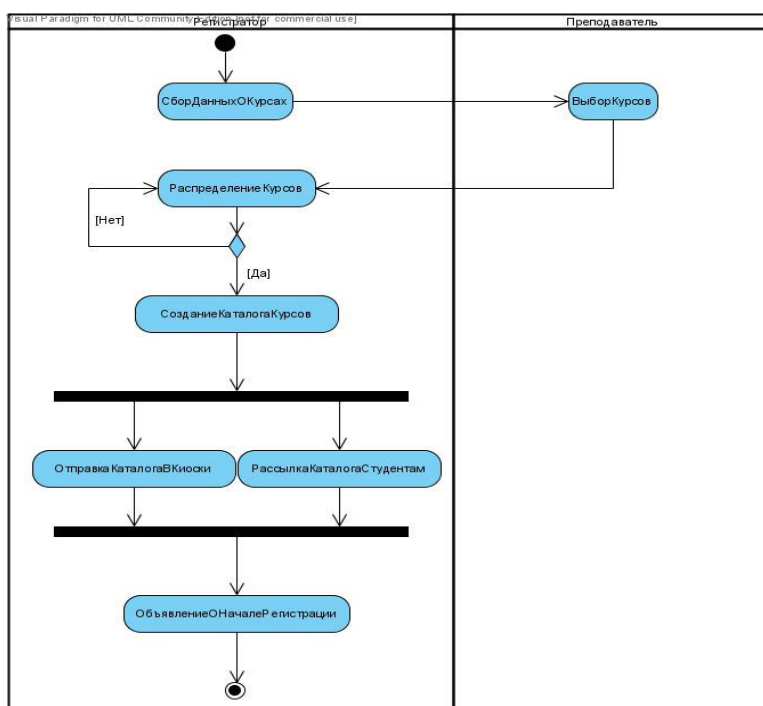 Visual Paradigm for UML Community Edition [not for commercial use]
Регистратор
Преподаватель
СборДанныхОКурсах
ВыборКурсов
РаспределениеКурсов
[Нет]
[Да]
СозданиеКаталогаКурсов
ОтправкаКаталогаВКиоски
РассылкаКаталогаСтудентам
ОбъявлениеОНачалеРегистрации